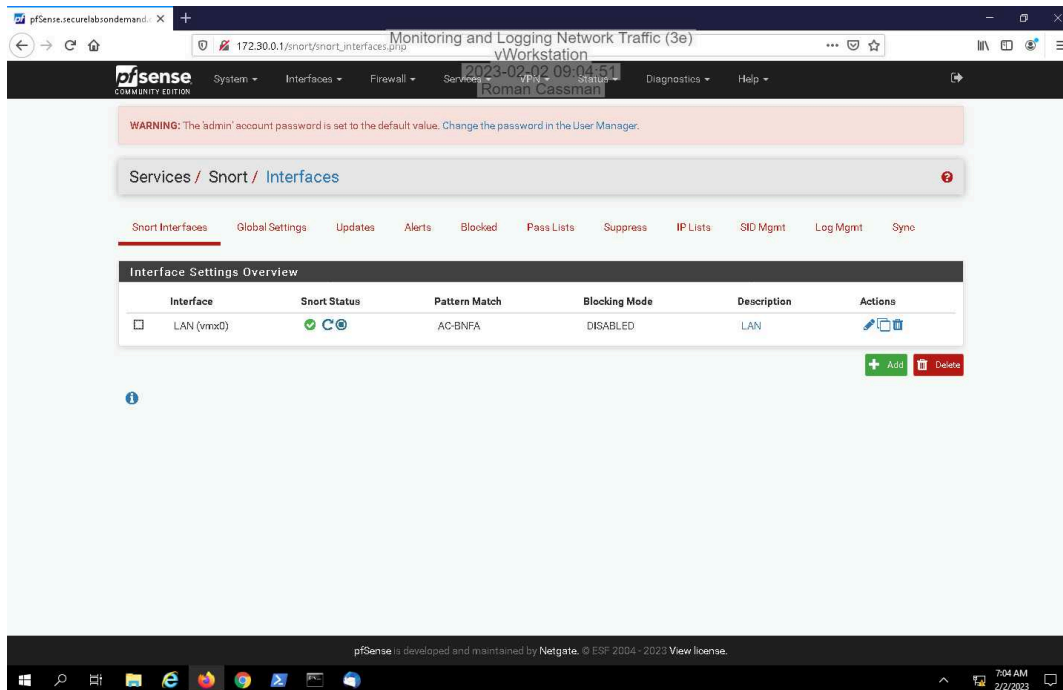 pfSense.securelabsondemand.
172.30.0.1/snort/snort_interfaces.php
Monitoring and Logging Network Traffic (3e)
vWorkstation
2023-02-02 09:04:51
Roman Cassman
pfsense
COMMUNITY EDITION
System Interfaces Firewall Services VPN Status Diagnostics Help
WARNING: The 'admin' account password is set to the default value. Change the password in the User Manager.
Services / Snort / Interfaces
Snort Interfaces Global Settings Updates Alerts Blocked Pass Lists Suppress IP Lists SID Mgmt Log Mgmt Sync
Interface Settings Overview
Interface Snort Status Pattern Match Blocking Mode Description Actions
LAN (vmx0) AC-BNFA DISABLED LAN
Add Delete
pfSense is developed and maintained by Netgate. © ESF 2004 - 2023 View license.
7:04 AM
2/2/2023